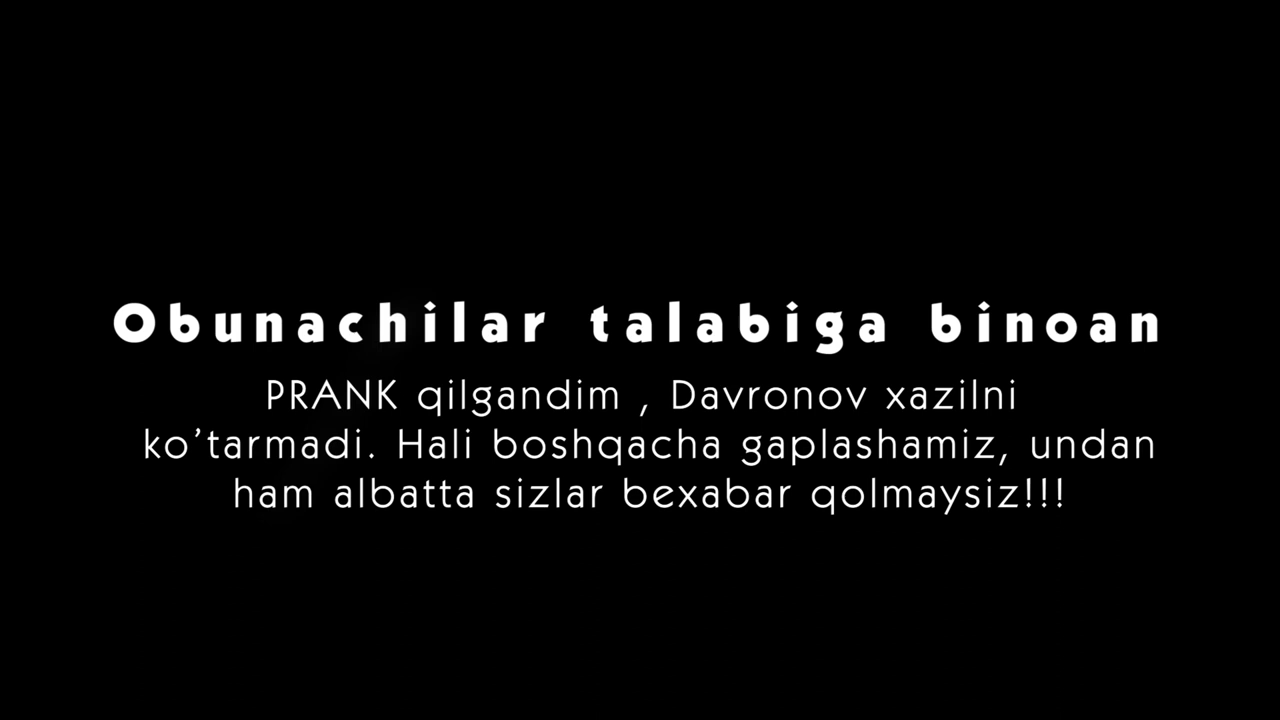 Obunachilar talabiga binoan
PRANK qilgandim , Davronov xazilni
ko’tarmadi. Hali boshqacha gaplashamiz, undan
ham albatta sizlar bexabar qolmaysiz!!!